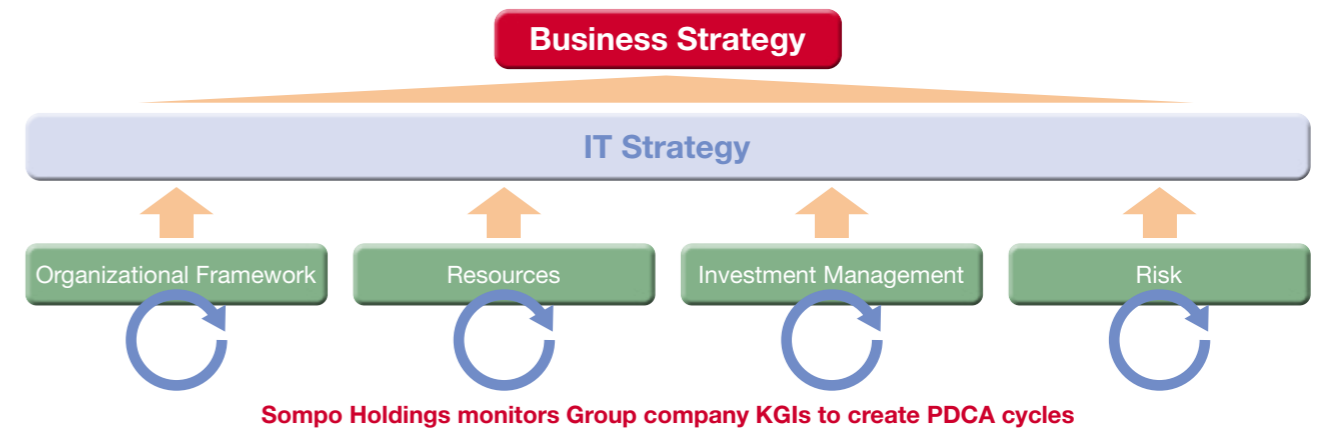 Business Strategy
IT Strategy
Organizational Framework
Resources
Investment Management
Risk
Sompo Holdings monitors Group company KGIs to create PDCA cycles